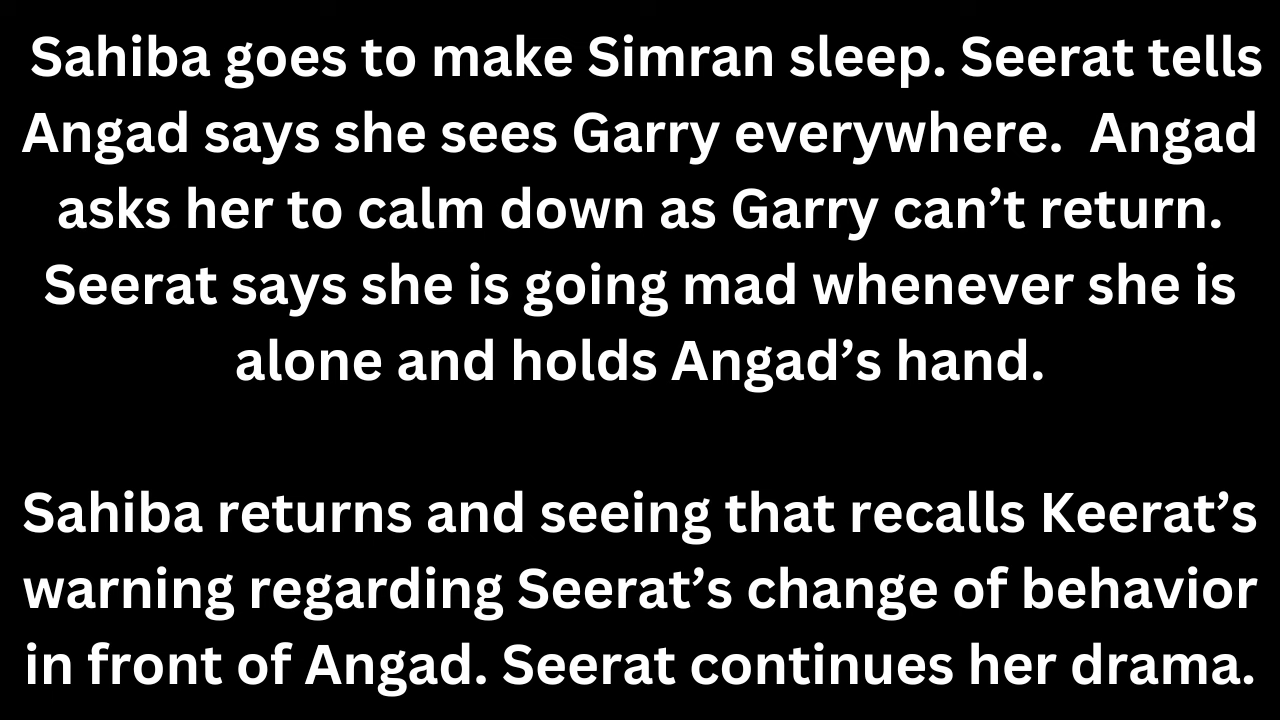 Sahiba goes to make Simran sleep. Seerat tells
Angad says she sees Garry everywhere.  Angad
asks her to calm down as Garry can’t return.
Seerat says she is going mad whenever she is
alone and holds Angad’s hand.
Sahiba returns and seeing that recalls Keerat’s
warning regarding Seerat’s change of behavior
in front of Angad. Seerat continues her drama.